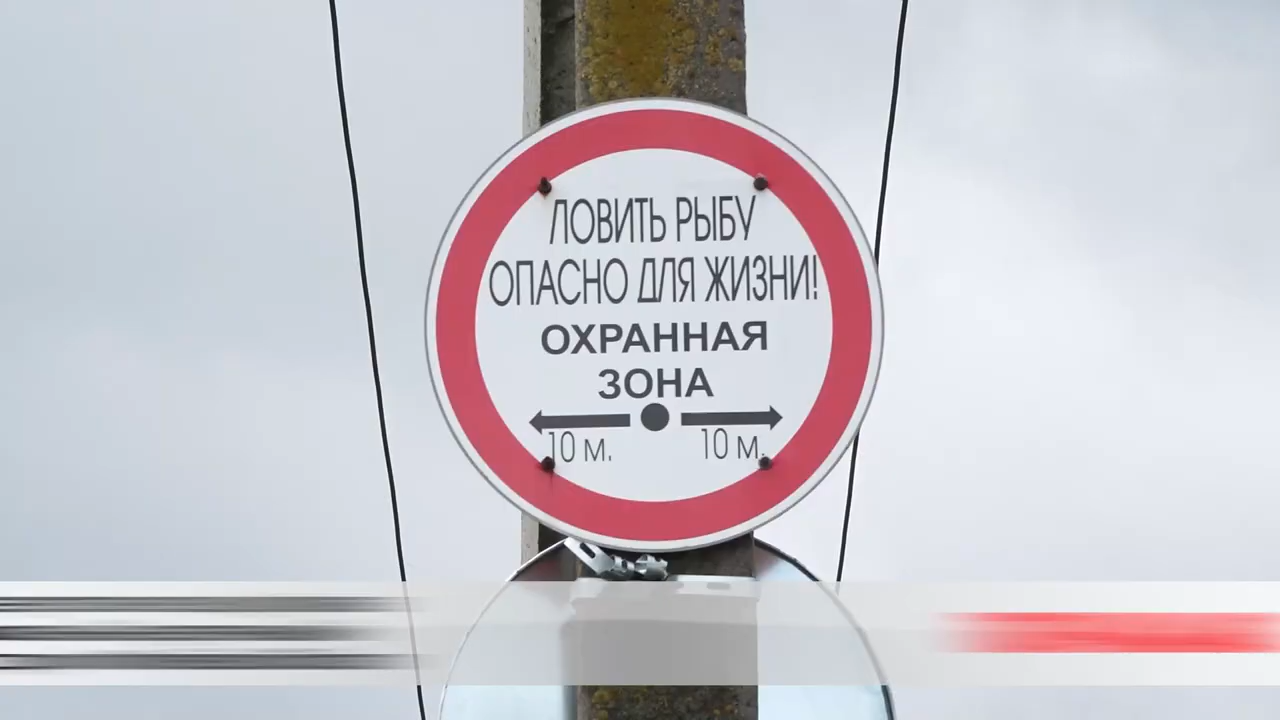 ЛОВИТЬ РЫБУ
ОПАСНО ДЛЯ ЖИЗНИ!
ОХРАННАЯ
ЗОНА
10 м. 10 м.